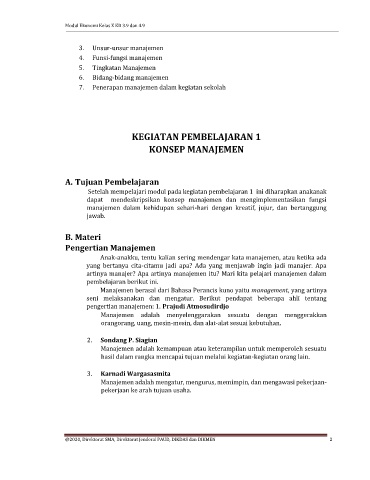 Modul Ekonomi Kelas X KD 3.9 dan 4.9
3. Unsur-unsur manajemen
4. Funsi-fungsi manajemen
5. Tingkatan Manajemen
6. Bidang-bidang manajemen
7. Penerapan manajemen dalam kegiatan sekolah
KEGIATAN PEMBELAJARAN 1
KONSEP MANAJEMEN
A. Tujuan Pembelajaran
Setelah mempelajari modul pada kegiatan pembelajaran 1 ini diharapkan anakanak
dapat mendeskripsikan konsep manajemen dan mengimplementasikan fungsi
manajemen dalam kehidupan sehari-hari dengan kreatif, jujur, dan bertanggung
jawab.
B. Materi
Pengertian Manajemen
Anak-anakku, tentu kalian sering mendengar kata manajemen, atau ketika ada
yang bertanya cita-citamu jadi apa? Ada yang menjawab ingin jadi manajer. Apa
artinya manajer? Apa artinya manajemen itu? Mari kita pelajari manajemen dalam
pembelajaran berikut ini.
Manajemen berasal dari Bahasa Perancis kuno yaitu management, yang artinya
seni melaksanakan dan mengatur. Berikut pendapat beberapa ahli tentang
pengertian manajemen: 1. Prajudi Atmosudirdjo
Manajemen adalah menyelenggarakan sesuatu dengan menggerakkan
orangorang, uang, mesin-mesin, dan alat-alat sesuai kebutuhan.
2. Sondang P. Siagian
Manajemen adalah kemampuan atau keterampilan untuk memperoleh sesuatu
hasil dalam rangka mencapai tujuan melalui kegiatan-kegiatan orang lain.
3. Karnadi Wargasasmita
Manajemen adalah mengatur, mengurus, memimpin, dan mengawasi pekerjaan-
pekerjaan ke arah tujuan usaha.
@2020, Direktorat SMA, Direktorat Jenderal PAUD, DIKDAS dan DIKMEN 2